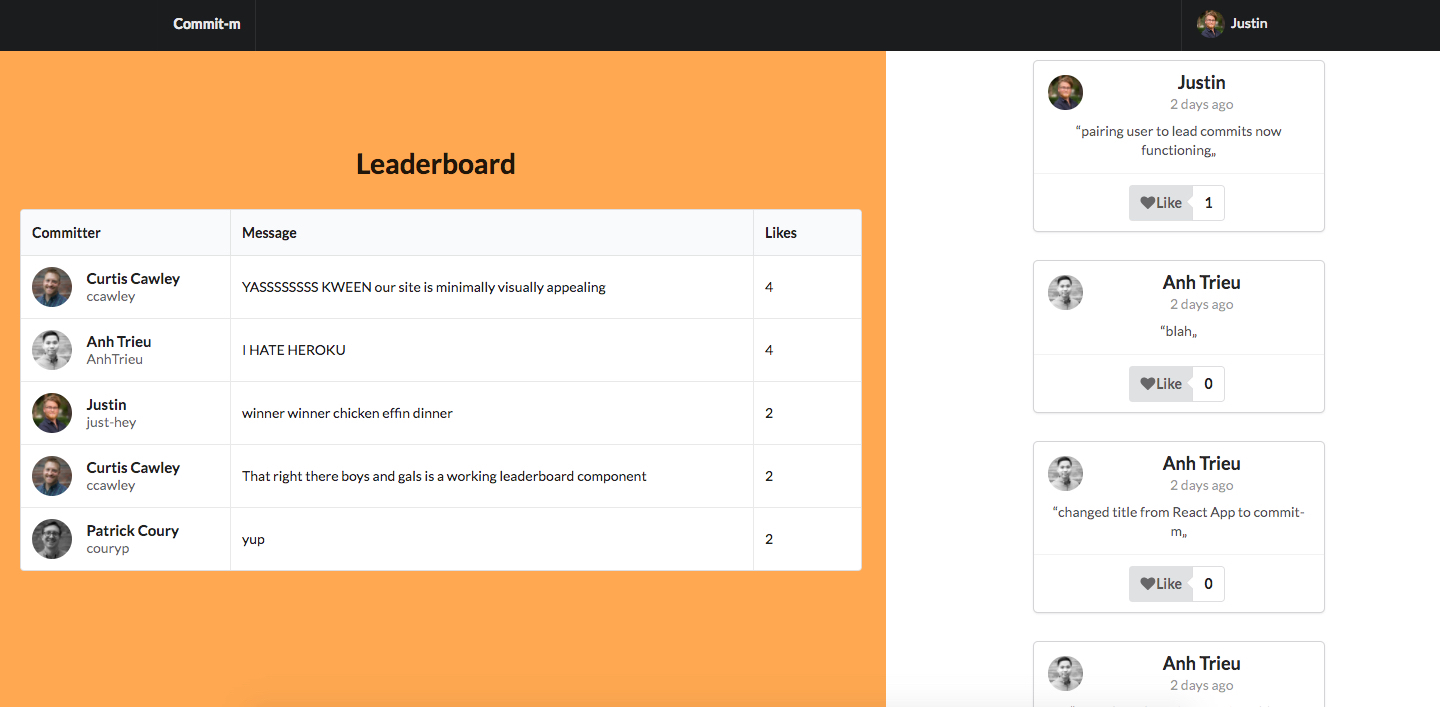 Commit-m
Justin
Leaderboard
Committer Message Likes
Curtis Cawley
ccawley
YASSSSSSSS KWEEN our site is minimally visually appealing
4
Anh Trieu
AnhTrieu
I HATE HEROKU
4
Justin
just-hey
winner winner chicken effin dinner
2
Curtis Cawley
ccawley
That right there boys and gals is a working leaderboard component
2
Patrick Coury
couryp
yup
2
Justin
2 days ago
“pairing user to lead commits now
functioning„
Like 1
Anh Trieu
2 days ago
“blah„
Like 0
Anh Trieu
2 days ago
“changed title from React App to commit-
m„
Like 0
Anh Trieu
2 days ago